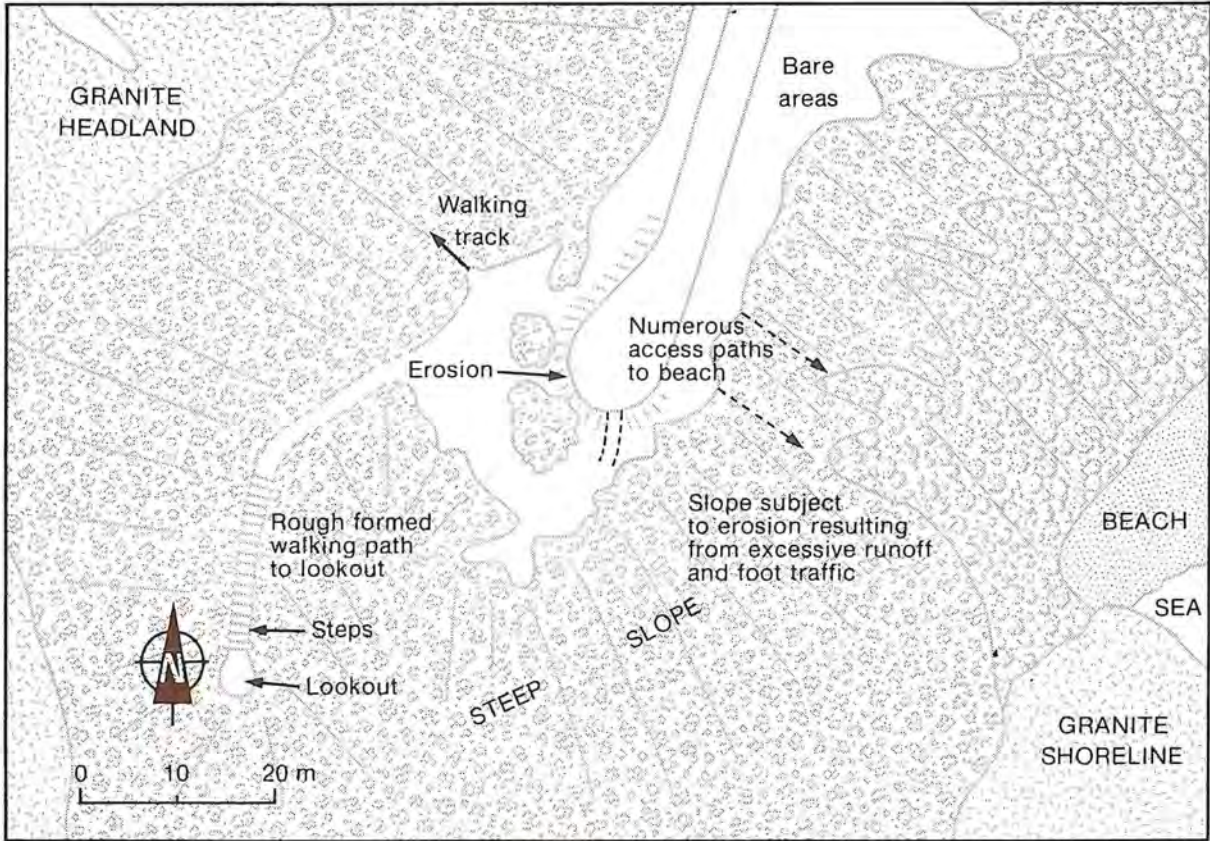 GRANITE
HEADLAND
Bare
areas
Walking
track
Erosion
Numerous
access paths
to beach
Rough formed
walking path
to lookout
Slope subject
to erosion resulting
from excessive runoff
and foot traffic
BEACH
SEA
SLOPE
STEEP
Steps
Lookout
N
GRANITE
SHORELINE
0 10 20 m